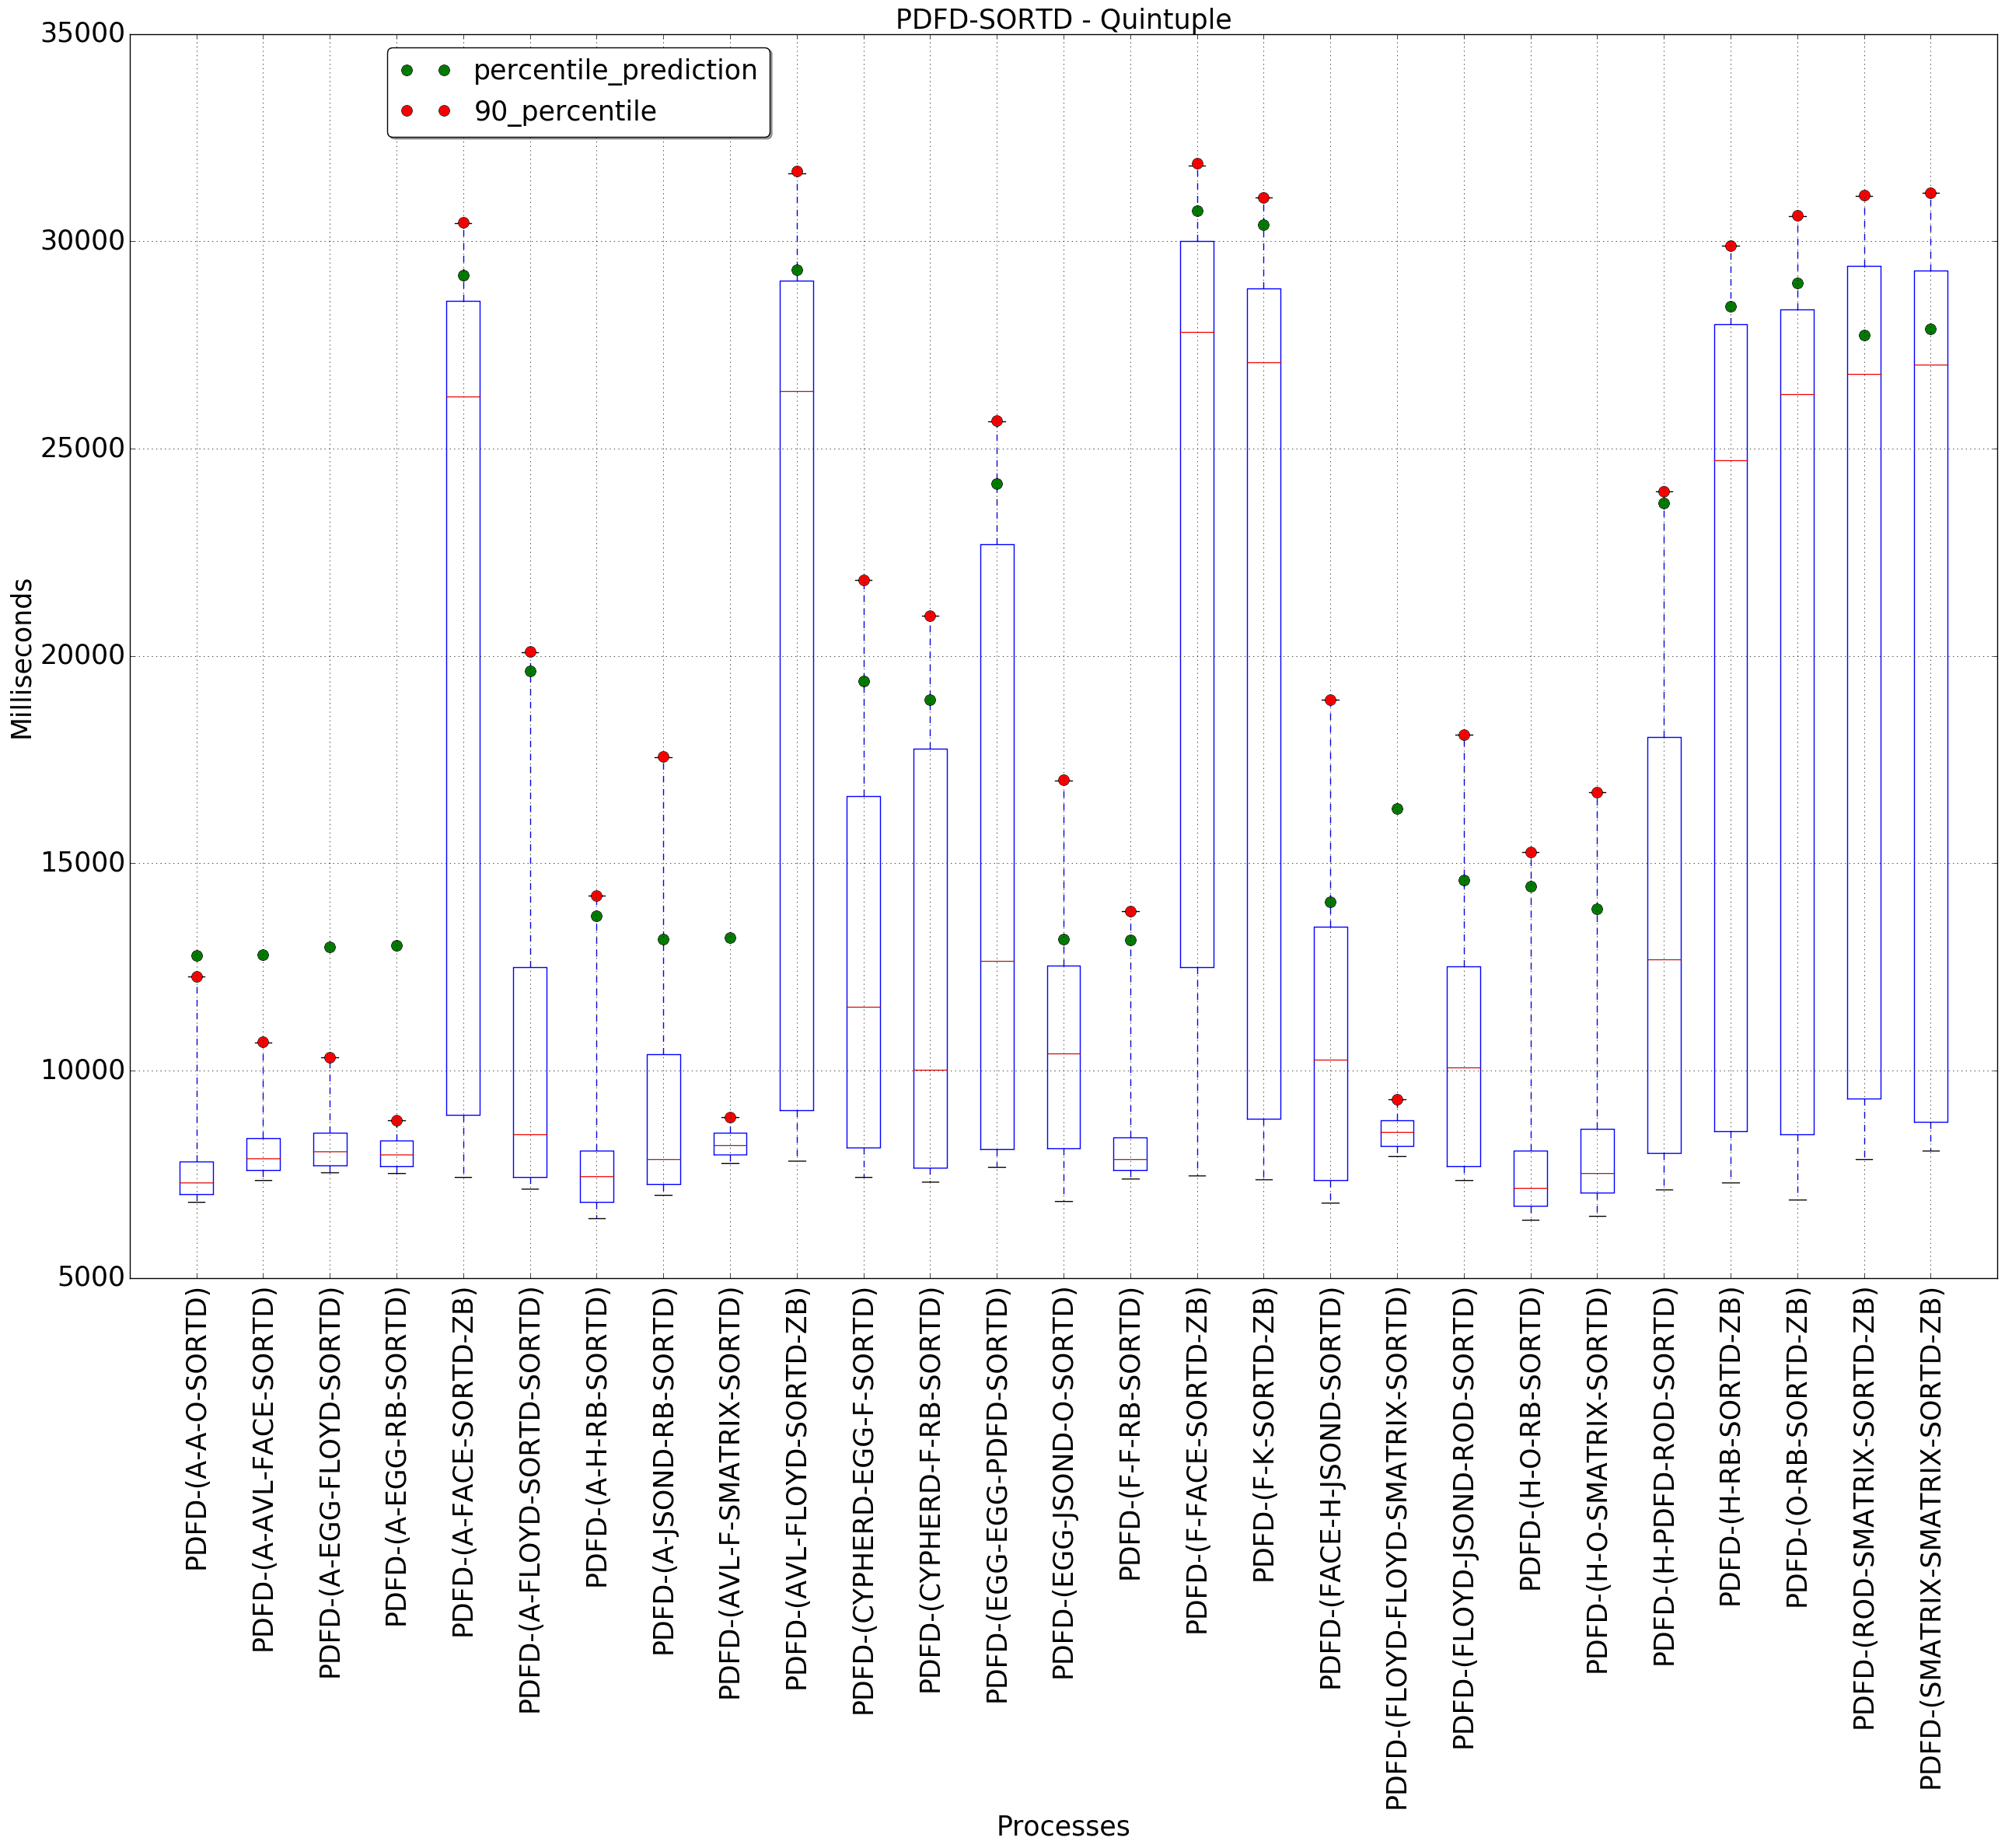 PDFD-SORTD - Quintuple
percentile_prediction
90_percentile
35000
30000
25000
20000
15000
10000
5000
Milliseconds
PDFD-(A-A-O-SORTD)
PDFD-(A-AVL-FACE-SORTD)
PDFD-(A-EGG-FLOYD-SORTD)
PDFD-(A-EGG-RB-SORTD)
PDFD-(A-FACE-SORTD-ZB)
PDFD-(A-FLOYD-SORTD-SORTD)
PDFD-(A-H-RB-SORTD)
PDFD-(A-JSOND-RB-SORTD)
PDFD-(AVL-F-SMATRIX-SORTD)
PDFD-(AVL-FLOYD-SORTD-ZB)
PDFD-(CYPHERD-EGG-F-SORTD)
PDFD-(CYPHERD-F-RB-SORTD)
PDFD-(EGG-EGG-PDFD-SORTD)
PDFD-(EGG-JSOND-O-SORTD)
PDFD-(F-F-RB-SORTD)
PDFD-(F-FACE-SORTD-ZB)
PDFD-(F-K-SORTD-ZB)
PDFD-(FACE-H-JSOND-SORTD)
PDFD-(FLOYD-FLOYD-SMATRIX-SORTD)
PDFD-(FLOYD-JSOND-ROD-SORTD)
PDFD-(H-O-RB-SORTD)
PDFD-(H-O-SMATRIX-SORTD)
PDFD-(H-PDFD-ROD-SORTD)
PDFD-(H-RB-SORTD-ZB)
PDFD-(O-RB-SORTD-ZB)
PDFD-(ROD-SMATRIX-SORTD-ZB)
PDFD-(SMATRIX-SMATRIX-SORTD-ZB)
Processes